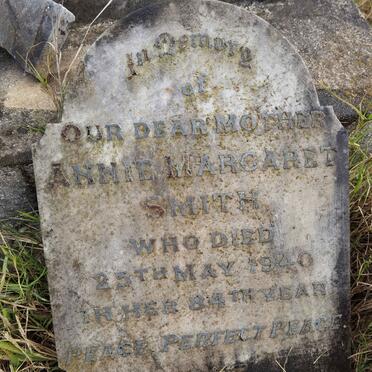 In Memory
of
OUR DEAR MOTHER
ANNIE MARGARET
SMITH
WHO DIED
25TH MAY 1940
IN HER 84TH YEAR
PEACE, PERFECT PEACE